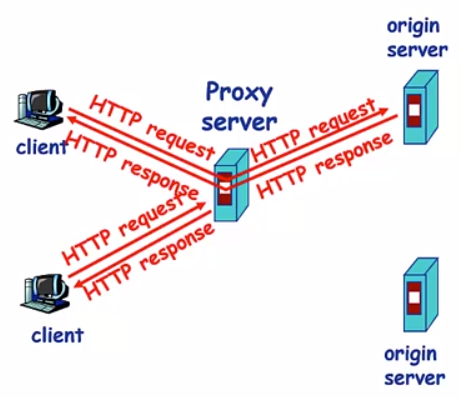 origin
server
Proxy
server
client
HTTP request
HTTP response
HTTP request
HTTP response
HTTP request
HTTP response
client
origin
server